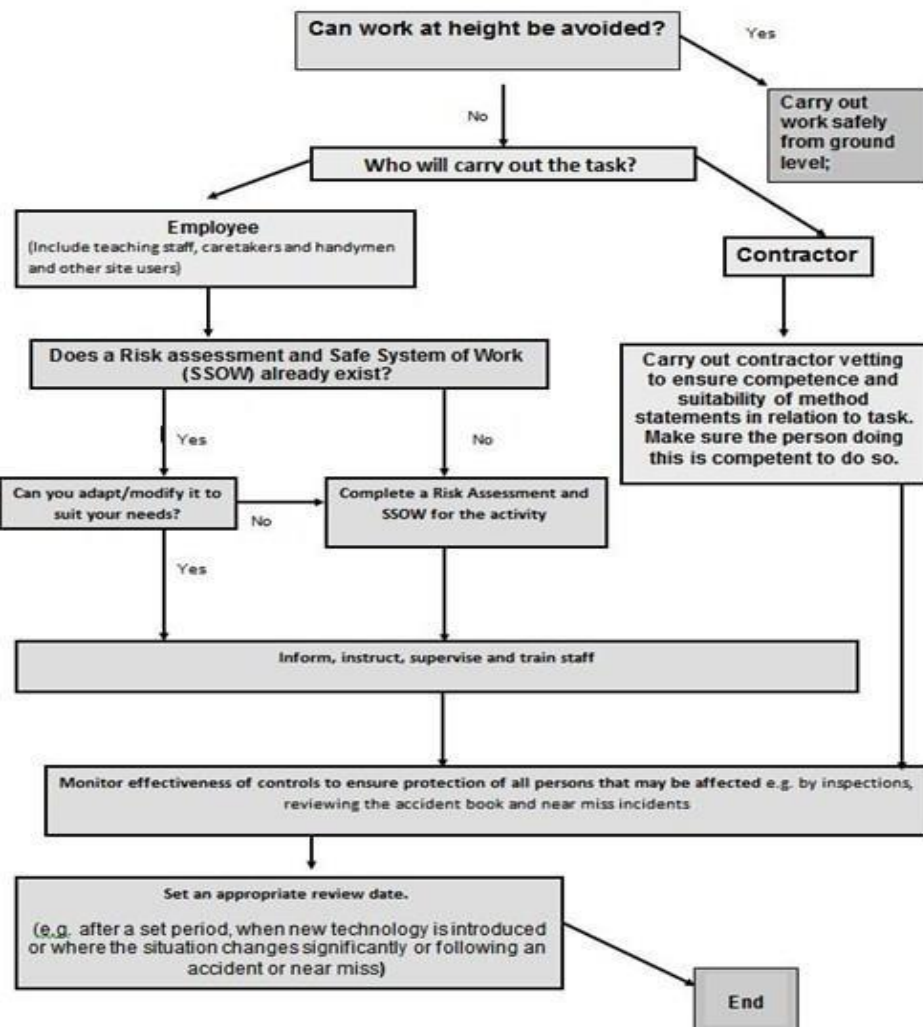 Can work at height be avoided?
Yes
Carry out
work safely
from ground
level;
No
Who will carry out the task?
Employee
(Include teaching staff, caretakers and handymen
and other site users)
Contractor
Does a Risk assessment and Safe System of Work
(SSOW) already exist?
Carry out contractor vetting
to ensure competence and
suitability of method
statements in relation to task.
Make sure the person doing
this is competent to do so.
Yes
No
Can you adapt/modify it to
suit your needs?
No
Complete a Risk Assessment and
SSOW for the activity
Yes
Inform, instruct, supervise and train staff
Monitor effectiveness of controls to ensure protection of all persons that may be affected e.g. by inspections,
reviewing the accident book and near miss incidents
Set an appropriate review date.
(e.g. after a set period, when new technology is introduced
or where the situation changes significantly or following an
accident or near miss)
End